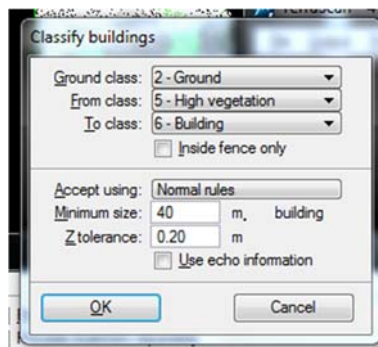 Classify buildings
Ground class: 2 - Ground
From class: 5 - High vegetation
To class: 6 - Building
Inside fence only
Accept using: Normal rules
Minimum size: 40 m. building
Z tolerance: 0.20 m
Use echo information
OK Cancel